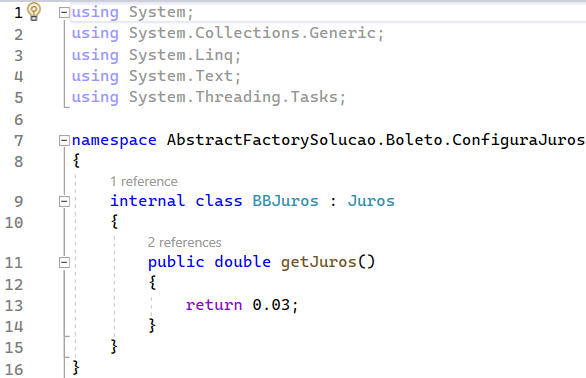 1 using System;
2 using System.Collections.Generic;
3 using System.Linq;
4 using System.Text;
5 using System.Threading.Tasks;
6
7 namespace AbstractFactorySolucao.Boleto.ConfiguraJuros
8 {
1 reference
9 internal class BBJuros : Juros
10 {
2 references
11 public double getJuros()
12 {
13 return 0.03;
14 }
15 }
16 }